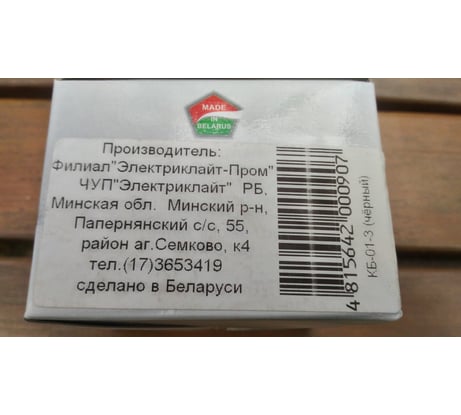 MADE
IN
BELARUS
Производитель:
Филиал"Электриклайт-Пром"
ЧУП"Электриклайт" РБ,
Минская обл. Минский р-н,
Папернянский с/с, 55,
район аг.Семково, к4
тел.(17)3653419
сделано в Беларуси
4 815642 000907
КБ-01-3 (чёрный)